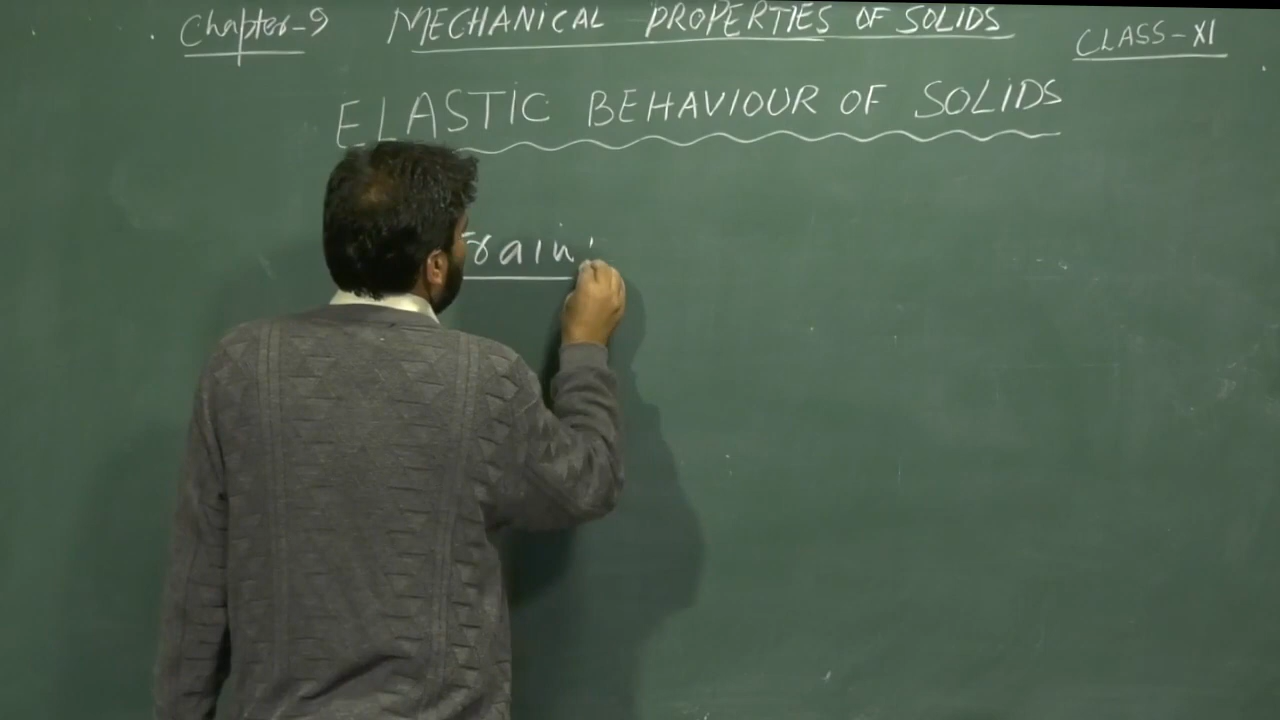 Chapter-9 MECHANICAL PROPERTIES OF SOLIDS CLASS-XI
ELASTIC BEHAVIOUR OF SOLIDS